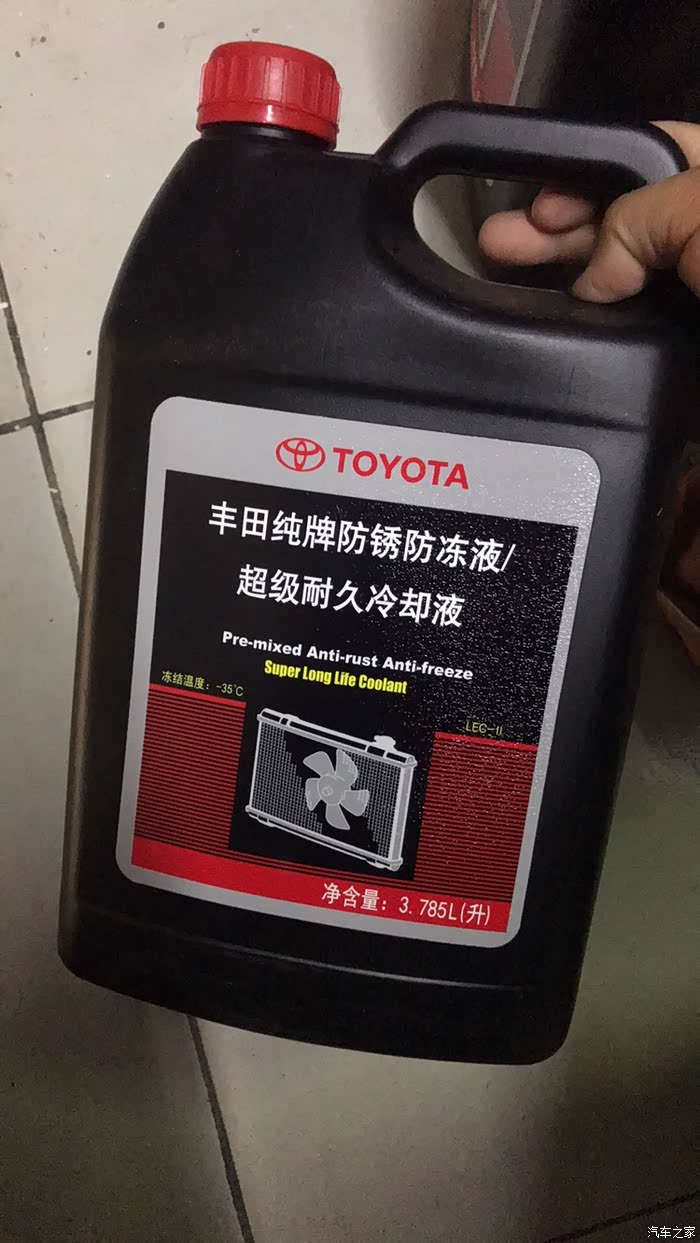 TOYOTA
丰田纯牌防锈防冻液/
超级耐久冷却液
Pre-mixed Anti-rust Anti-freeze
Super Long Life Coolant
冻结温度：-35℃
LEC-II
净含量：3.785L(升)
汽车之家